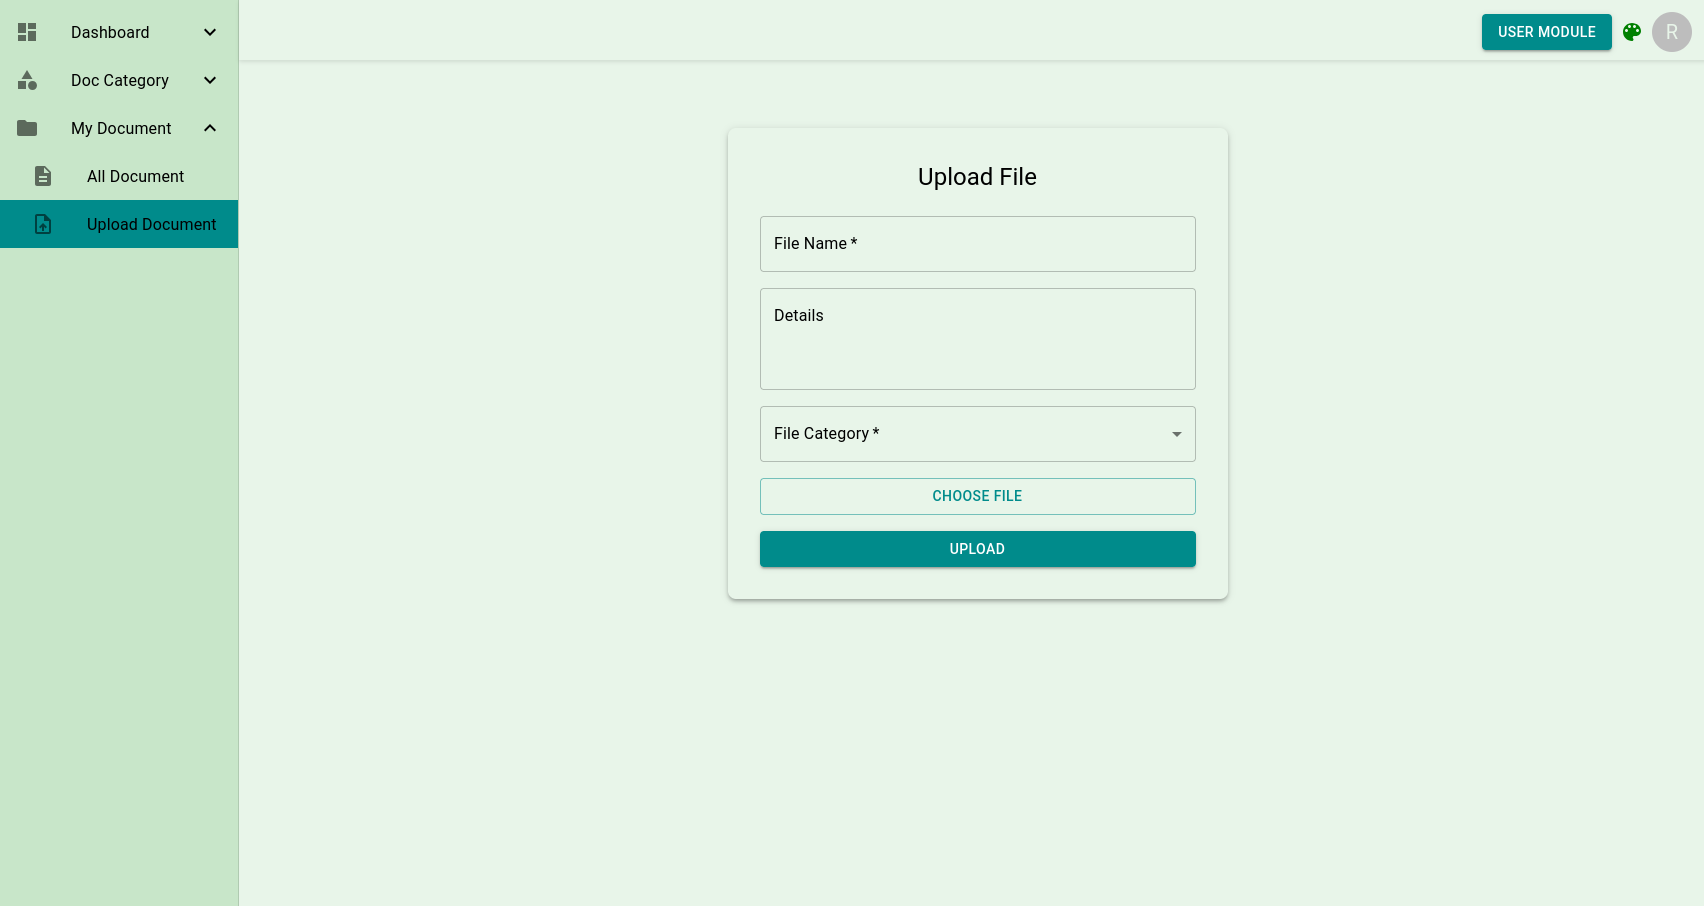 Dashboard
Doc Category
My Document
All Document
Upload Document
USER MODULE
R
Upload File
File Name *
Details
File Category *
CHOOSE FILE
UPLOAD